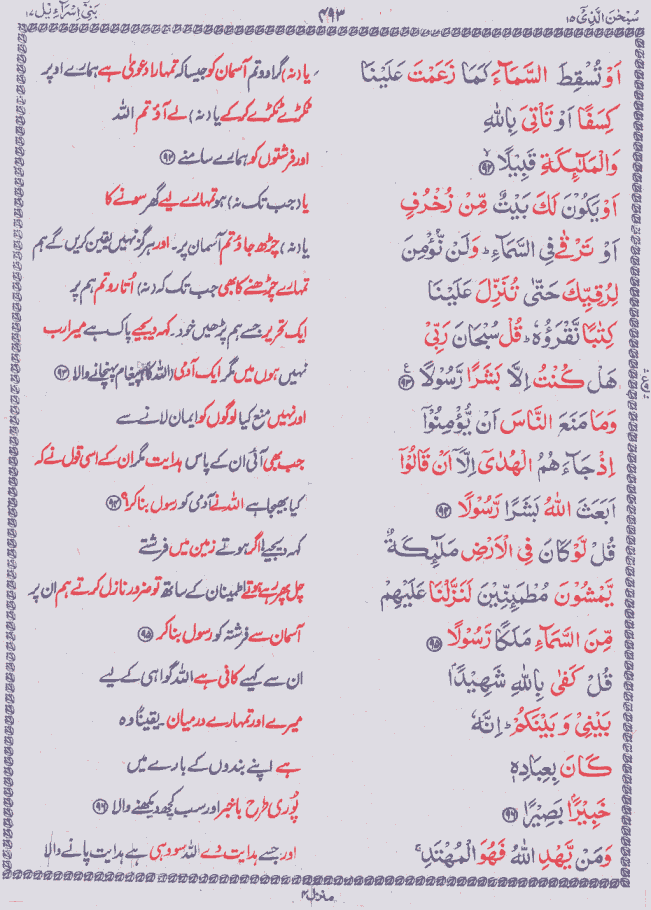 سُبْحٰنَ الَّذِیْٓ ۱۵
۴۹۳
بَنِیْٓ اِسْرَآءِیْل ۱۷
اَوْ تُسْقِطَ السَّمَآءَ كَمَا زَعَمْتَ عَلَیْنَا
یا (نہ) گرا دو تم آسمان کو جیسا کہ تمہارا دعویٰ ہے ہمارے اوپر
كِسَفًا اَوْ تَاْتِیَ بِاللّٰهِ
ٹکڑے ٹکڑے کر کے یا (نہ) لے آؤ تم اللہ
وَالْمَلٰٓئِكَةِ قَبِیْلًا ﴿۹۲﴾
اور فرشتوں کو ہمارے سامنے ﴿۹۲﴾
اَوْ یَكُوْنَ لَكَ بَیْتٌ مِّنْ زُخْرُفٍ
یا (جب تک نہ) ہو تمہارے لیے گھر سونے کا
اَوْ تَرْقٰی فِی السَّمَآءِ ؕ وَلَنْ نُّؤْمِنَ
یا (نہ) چڑھ جاؤ تم آسمان پر۔ اور ہرگز نہیں یقین کریں گے ہم
لِرُقِیِّكَ حَتّٰی تُنَزِّلَ عَلَیْنَا
تمہارے چڑھنے کا بھی جب تک کہ (نہ) اُتارو تم ہم پر
كِتٰبًا نَّقْرَؤُهٗ ؕ قُلْ سُبْحَانَ رَبِّیْ
ایک تحریر جسے ہم پڑھیں خود۔ کہہ دیجیے پاک ہے میرا رب
هَلْ كُنْتُ اِلَّا بَشَرًا رَّسُوْلًا ﴿۹۳﴾ ع
نہیں ہوں میں مگر ایک آدمی (اللہ کا) پیغام پہنچانے والا ﴿۹۳﴾
وَمَا مَنَعَ النَّاسَ اَنْ یُّؤْمِنُوْٓا
اور نہیں منع کیا لوگوں کو ایمان لانے سے
اِذْ جَآءَهُمُ الْهُدٰٓی اِلَّآ اَنْ قَالُوْٓا
جب بھی آئی ان کے پاس ہدایت مگر ان کے اسی قول نے کہ
اَبَعَثَ اللّٰهُ بَشَرًا رَّسُوْلًا ﴿۹۴﴾
کیا بھیجا ہے اللہ نے آدمی کو رسول بنا کر؟ ﴿۹۴﴾
قُلْ لَّوْ كَانَ فِی الْاَرْضِ مَلٰٓئِكَةٌ
کہہ دیجیے اگر ہوتے زمین میں فرشتے
یَّمْشُوْنَ مُطْمَئِنِّیْنَ لَنَزَّلْنَا عَلَیْهِمْ
چل پھر رہے ہوتے اطمینان کے ساتھ تو ضرور نازل کرتے ہم ان پر
مِّنَ السَّمَآءِ مَلَكًا رَّسُوْلًا ﴿۹۵﴾
آسمان سے فرشتہ کو رسول بنا کر ﴿۹۵﴾
قُلْ كَفٰی بِاللّٰهِ شَهِیْدًۢا
ان سے کہیے کافی ہے اللہ گواہی کے لیے
بَیْنِیْ وَبَیْنَكُمْ ؕ اِنَّهٗ
میرے اور تمہارے درمیان۔ یقیناً وہ
كَانَ بِعِبَادِهٖ
ہے اپنے بندوں کے بارے میں
خَبِیْرًۢا بَصِیْرًا ﴿۹۶﴾
پُوری طرح باخبر اور سب کچھ دیکھنے والا ﴿۹۶﴾
وَمَنْ یَّهْدِ اللّٰهُ فَهُوَ الْمُهْتَدِ ۚ
اور جسے ہدایت دے اللہ سو وہی ہے ہدایت پانے والا
منزل ۴